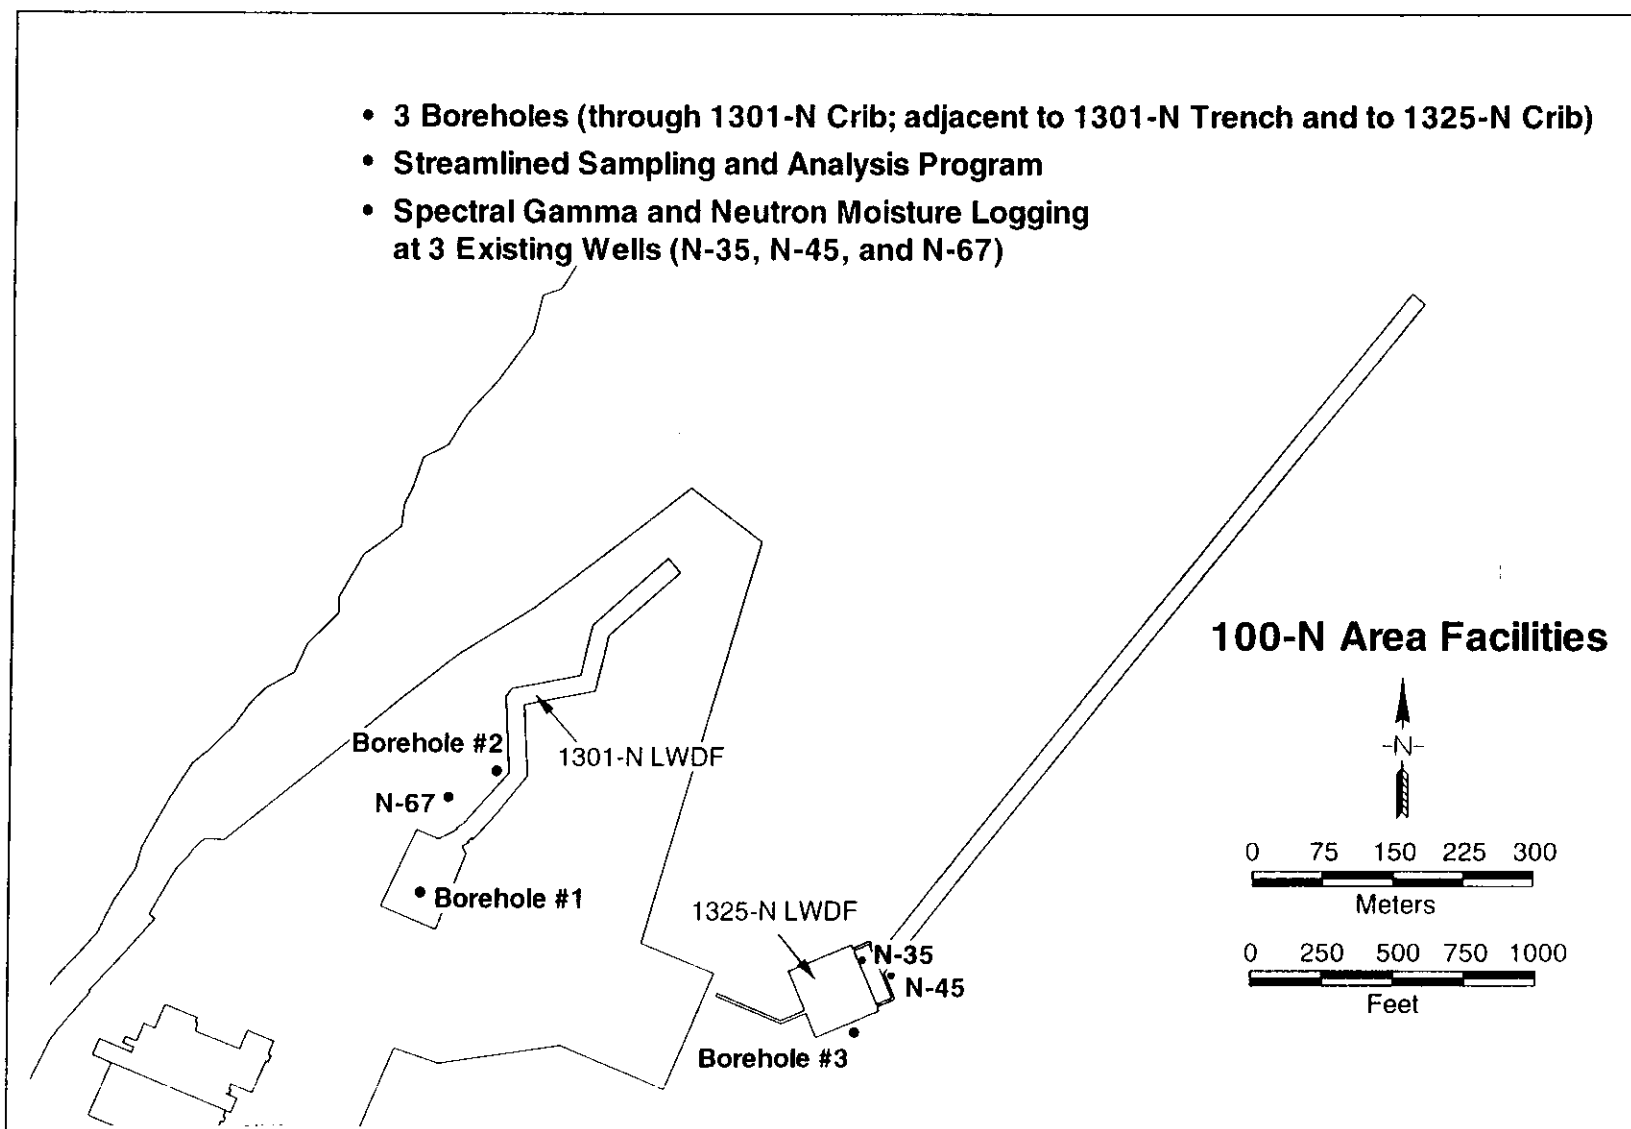 • 3 Boreholes (through 1301-N Crib; adjacent to 1301-N Trench and to 1325-N Crib)
• Streamlined Sampling and Analysis Program
• Spectral Gamma and Neutron Moisture Logging
at 3 Existing Wells (N-35, N-45, and N-67)
100-N Area Facilities
-N-
Borehole #2
1301-N LWDF
N-67
Borehole #1
0 75 150 225 300
Meters
1325-N LWDF
N-35
N-45
0 250 500 750 1000
Feet
Borehole #3